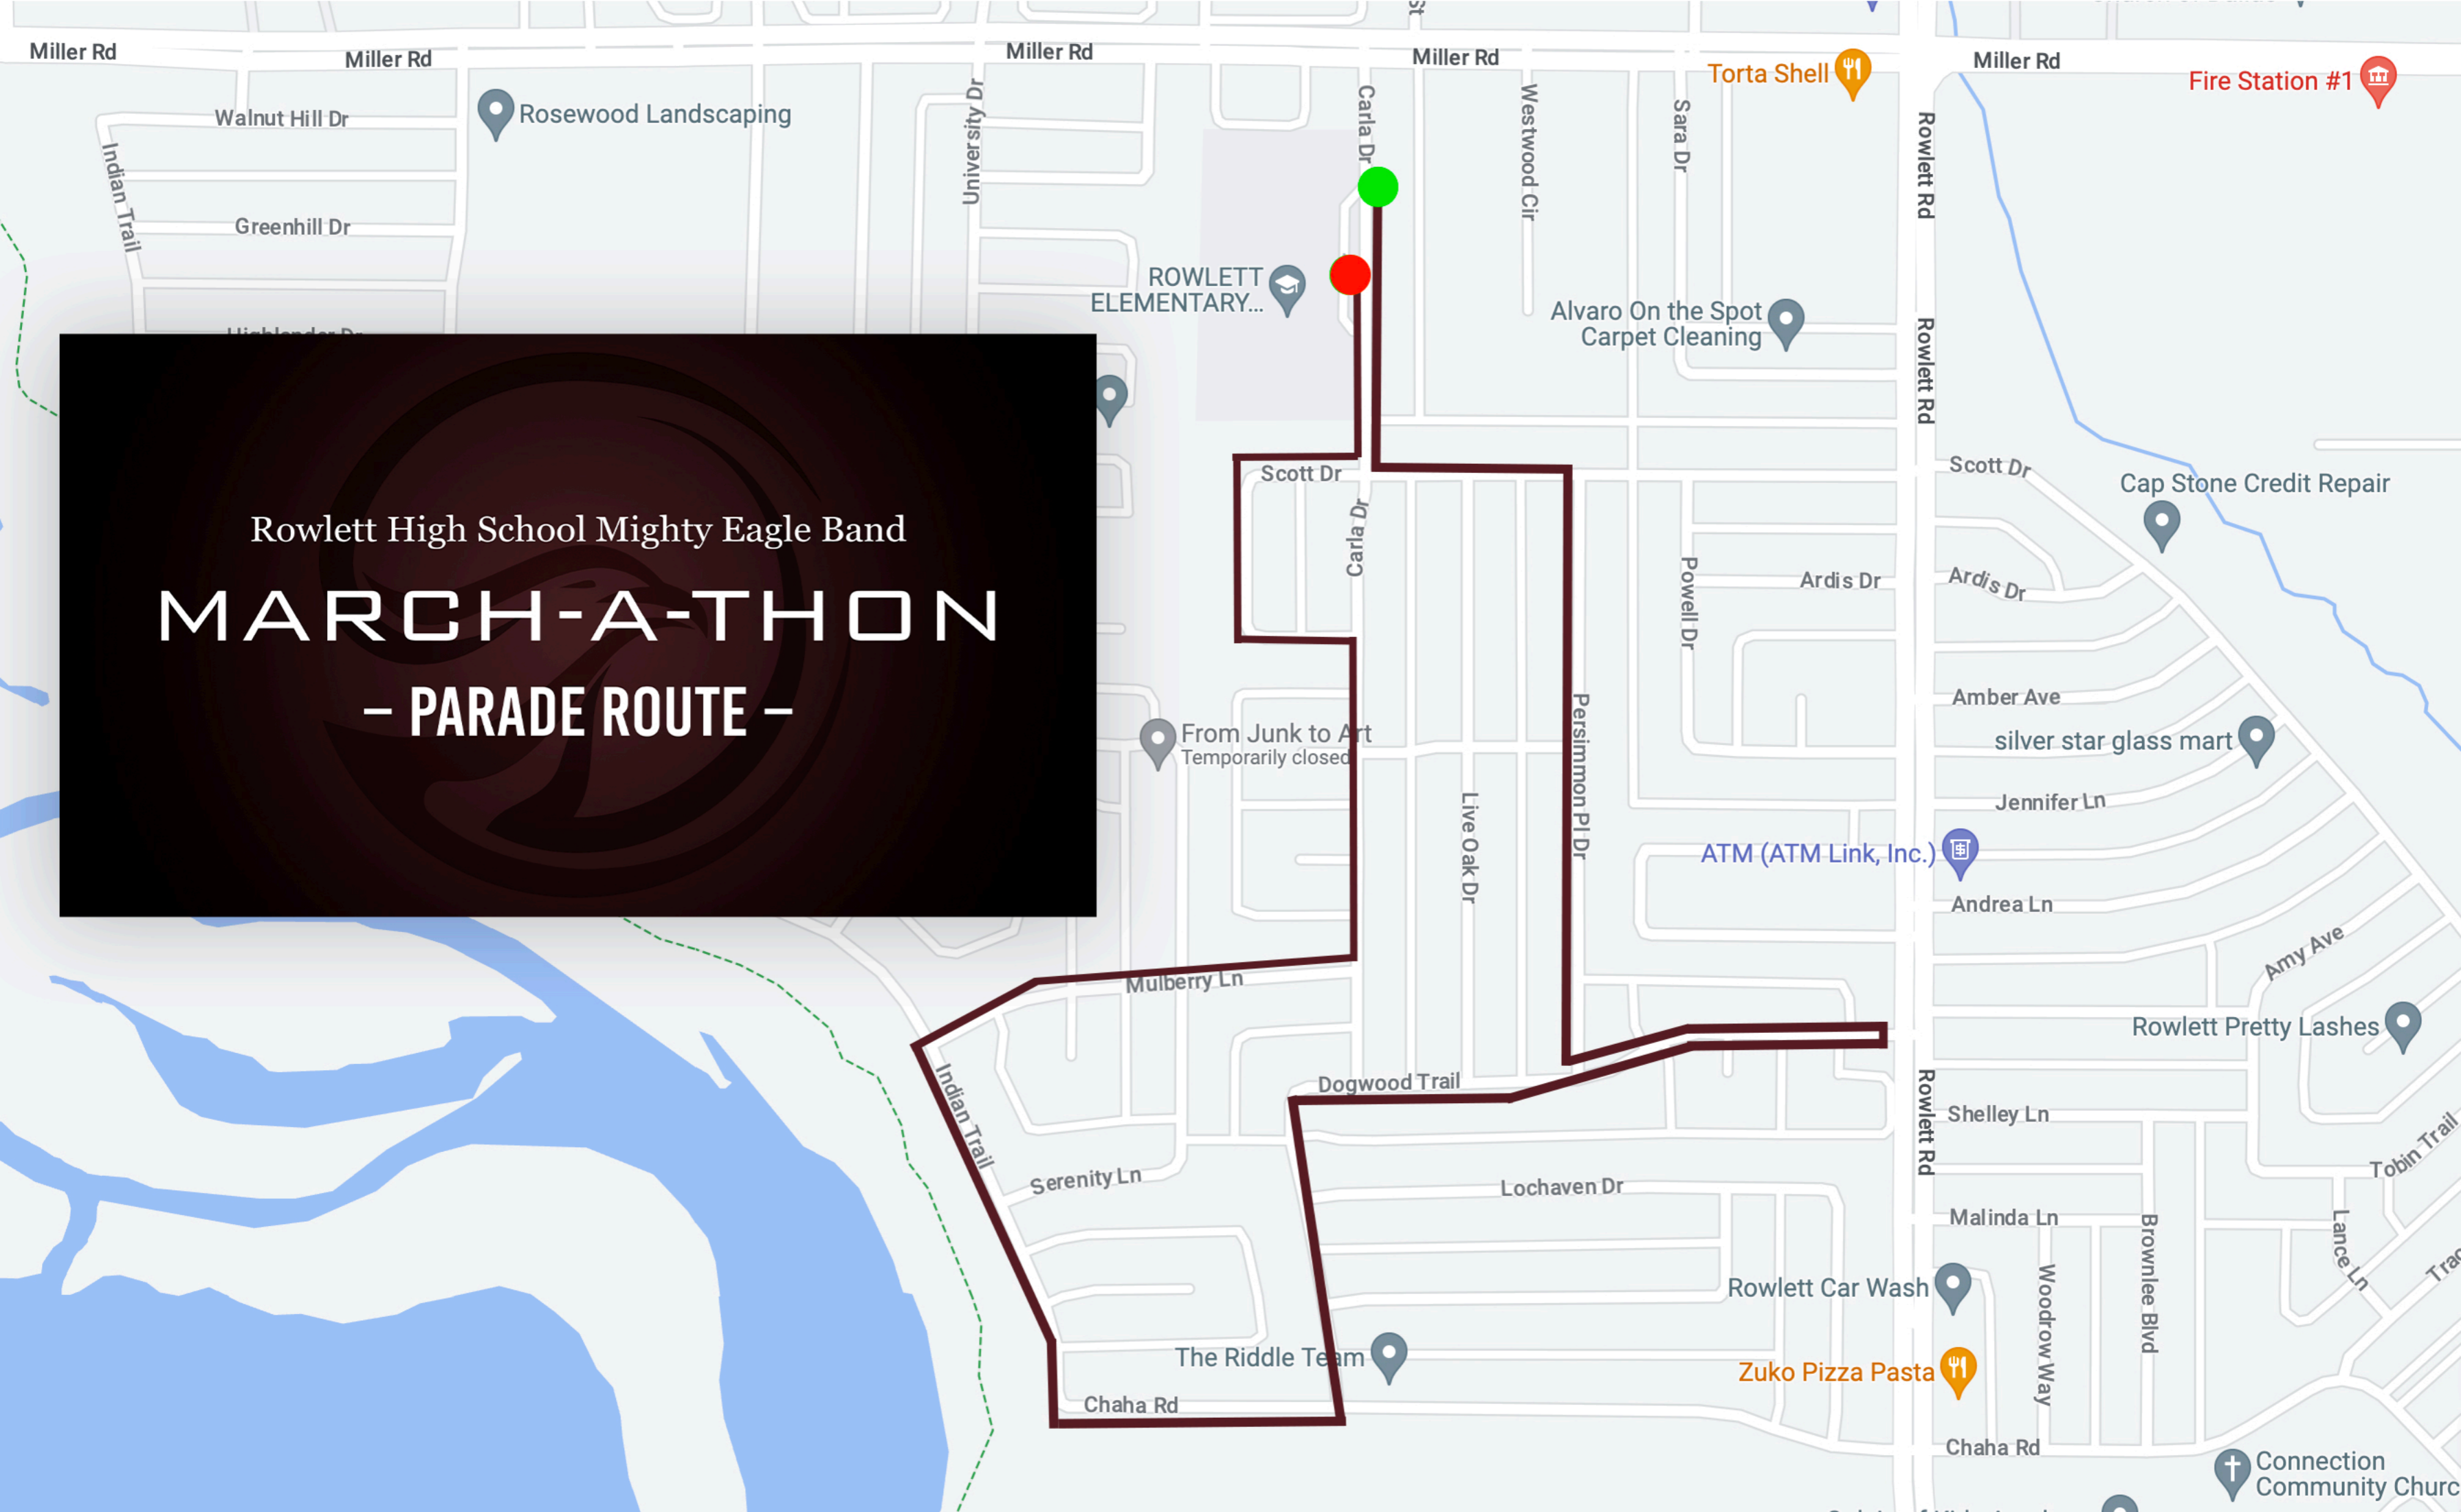 Miller Rd
Miller Rd
Miller Rd
Miller Rd
Miller Rd
St
Torta Shell
Fire Station #1
Walnut Hill Dr
Rosewood Landscaping
University Dr
Carla Dr
Westwood Cir
Sara Dr
Rowlett Rd
Indian Trail
Greenhill Dr
ROWLETT
ELEMENTARY...
Alvaro On the Spot
Carpet Cleaning
Rowlett Rd
Rowlett High School Mighty Eagle Band
MARCH-A-THON
– PARADE ROUTE –
Scott Dr
Scott Dr
Cap Stone Credit Repair
Carla Dr
Powell Dr
Ardis Dr
Ardis Dr
Amber Ave
From Junk to Art
Temporarily closed
Persimmon Pl Dr
silver star glass mart
Live Oak Dr
Jennifer Ln
ATM (ATM Link, Inc.)
Andrea Ln
Amy Ave
Mulberry Ln
Rowlett Pretty Lashes
Indian Trail
Dogwood Trail
Rowlett Rd
Shelley Ln
Tobin Trail
Serenity Ln
Lochaven Dr
Malinda Ln
Brownlee Blvd
Lance Ln
Rowlett Car Wash
Woodrow Way
The Riddle Team
Zuko Pizza Pasta
Chaha Rd
Chaha Rd
Connection
Community Churc